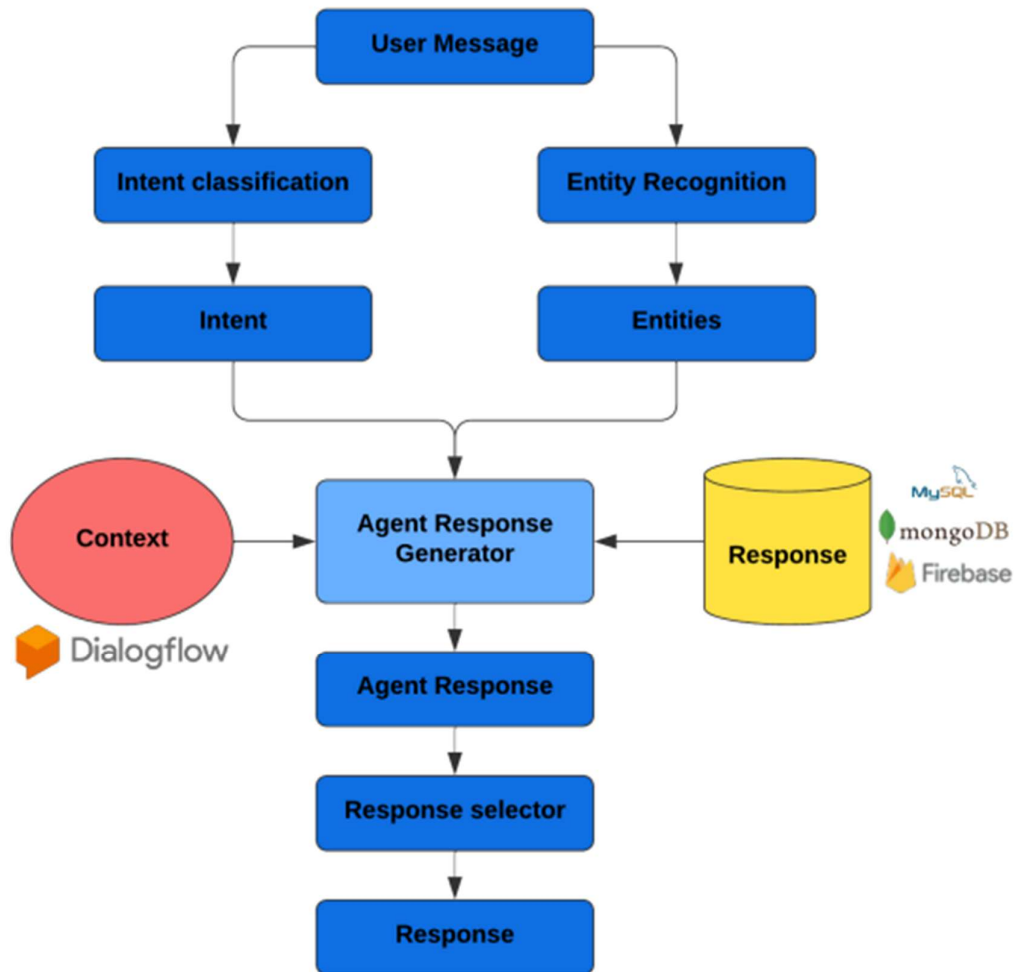 User Message
Intent classification
Entity Recognition
Intent
Entities
Context
Agent Response
Generator
Response
MySQL
mongoDB
Firebase
Dialogflow
Agent Response
Response selector
Response